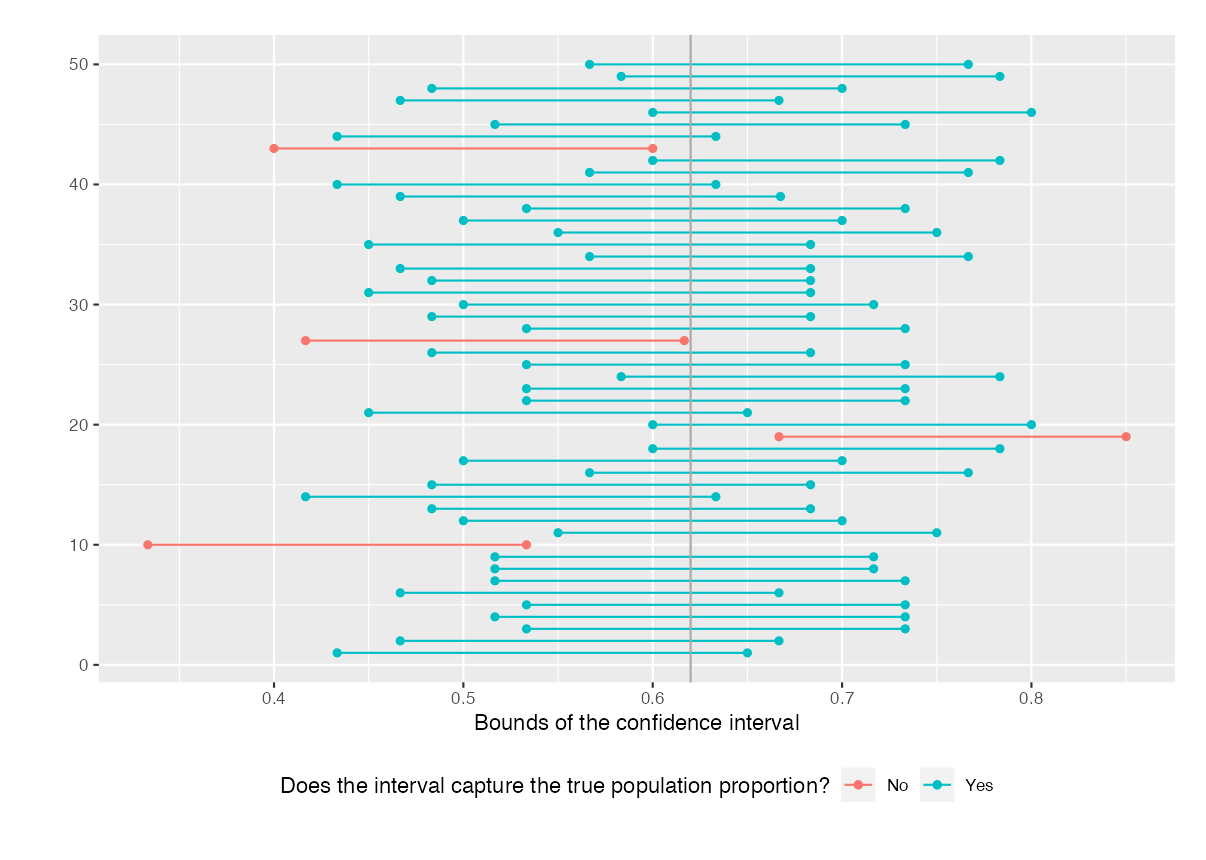 50
40
30
20
10
0
0.4 0.5 0.6 0.7 0.8
Bounds of the confidence interval
Does the interval capture the true population proportion? No Yes